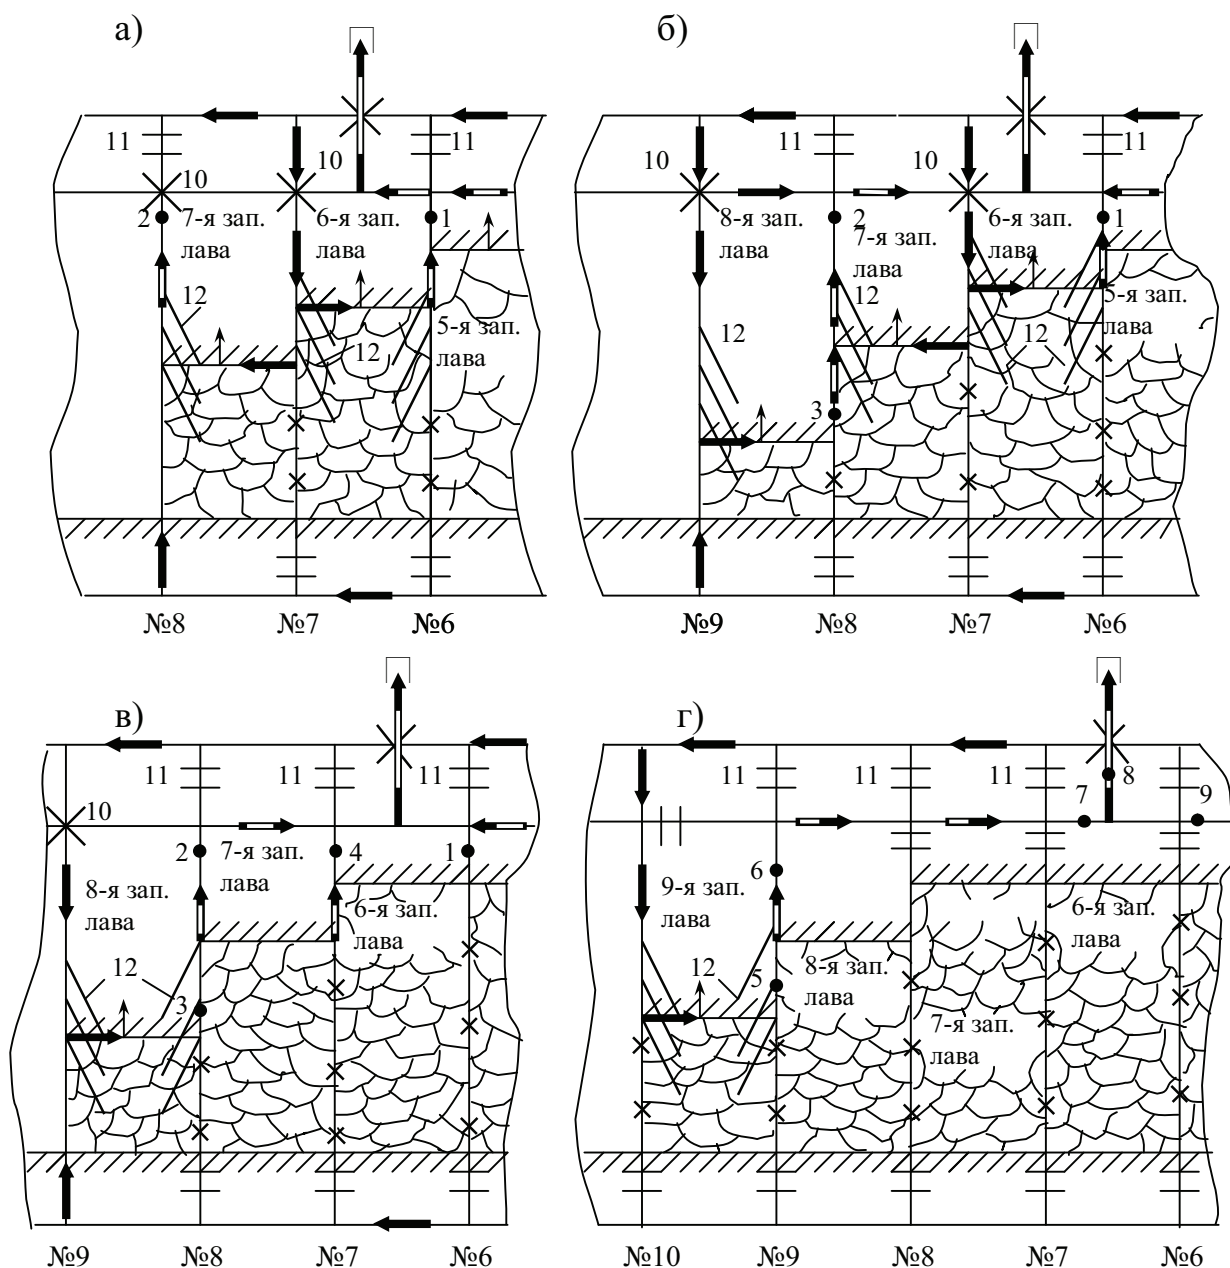 а)
11
11
10
10
2
7-я зап.
лава
6-я зап.
лава
1
12
12
5-я зап.
лава
№8
№7
№6
б)
11
11
10
10
8-я зап.
лава
2
7-я зап.
лава
6-я зап.
лава
1
12
12
12
5-я зап.
лава
3
№9
№8
№7
№6
в)
11
11
11
10
2
7-я зап.
лава
4
1
8-я зап.
лава
6-я зап.
лава
12
3
№9
№8
№7
№6
г)
11
11
11
8
7
9
6
9-я зап.
лава
6-я зап.
лава
12
5
8-я зап.
лава
7-я зап.
лава
№10
№9
№8
№7
№6